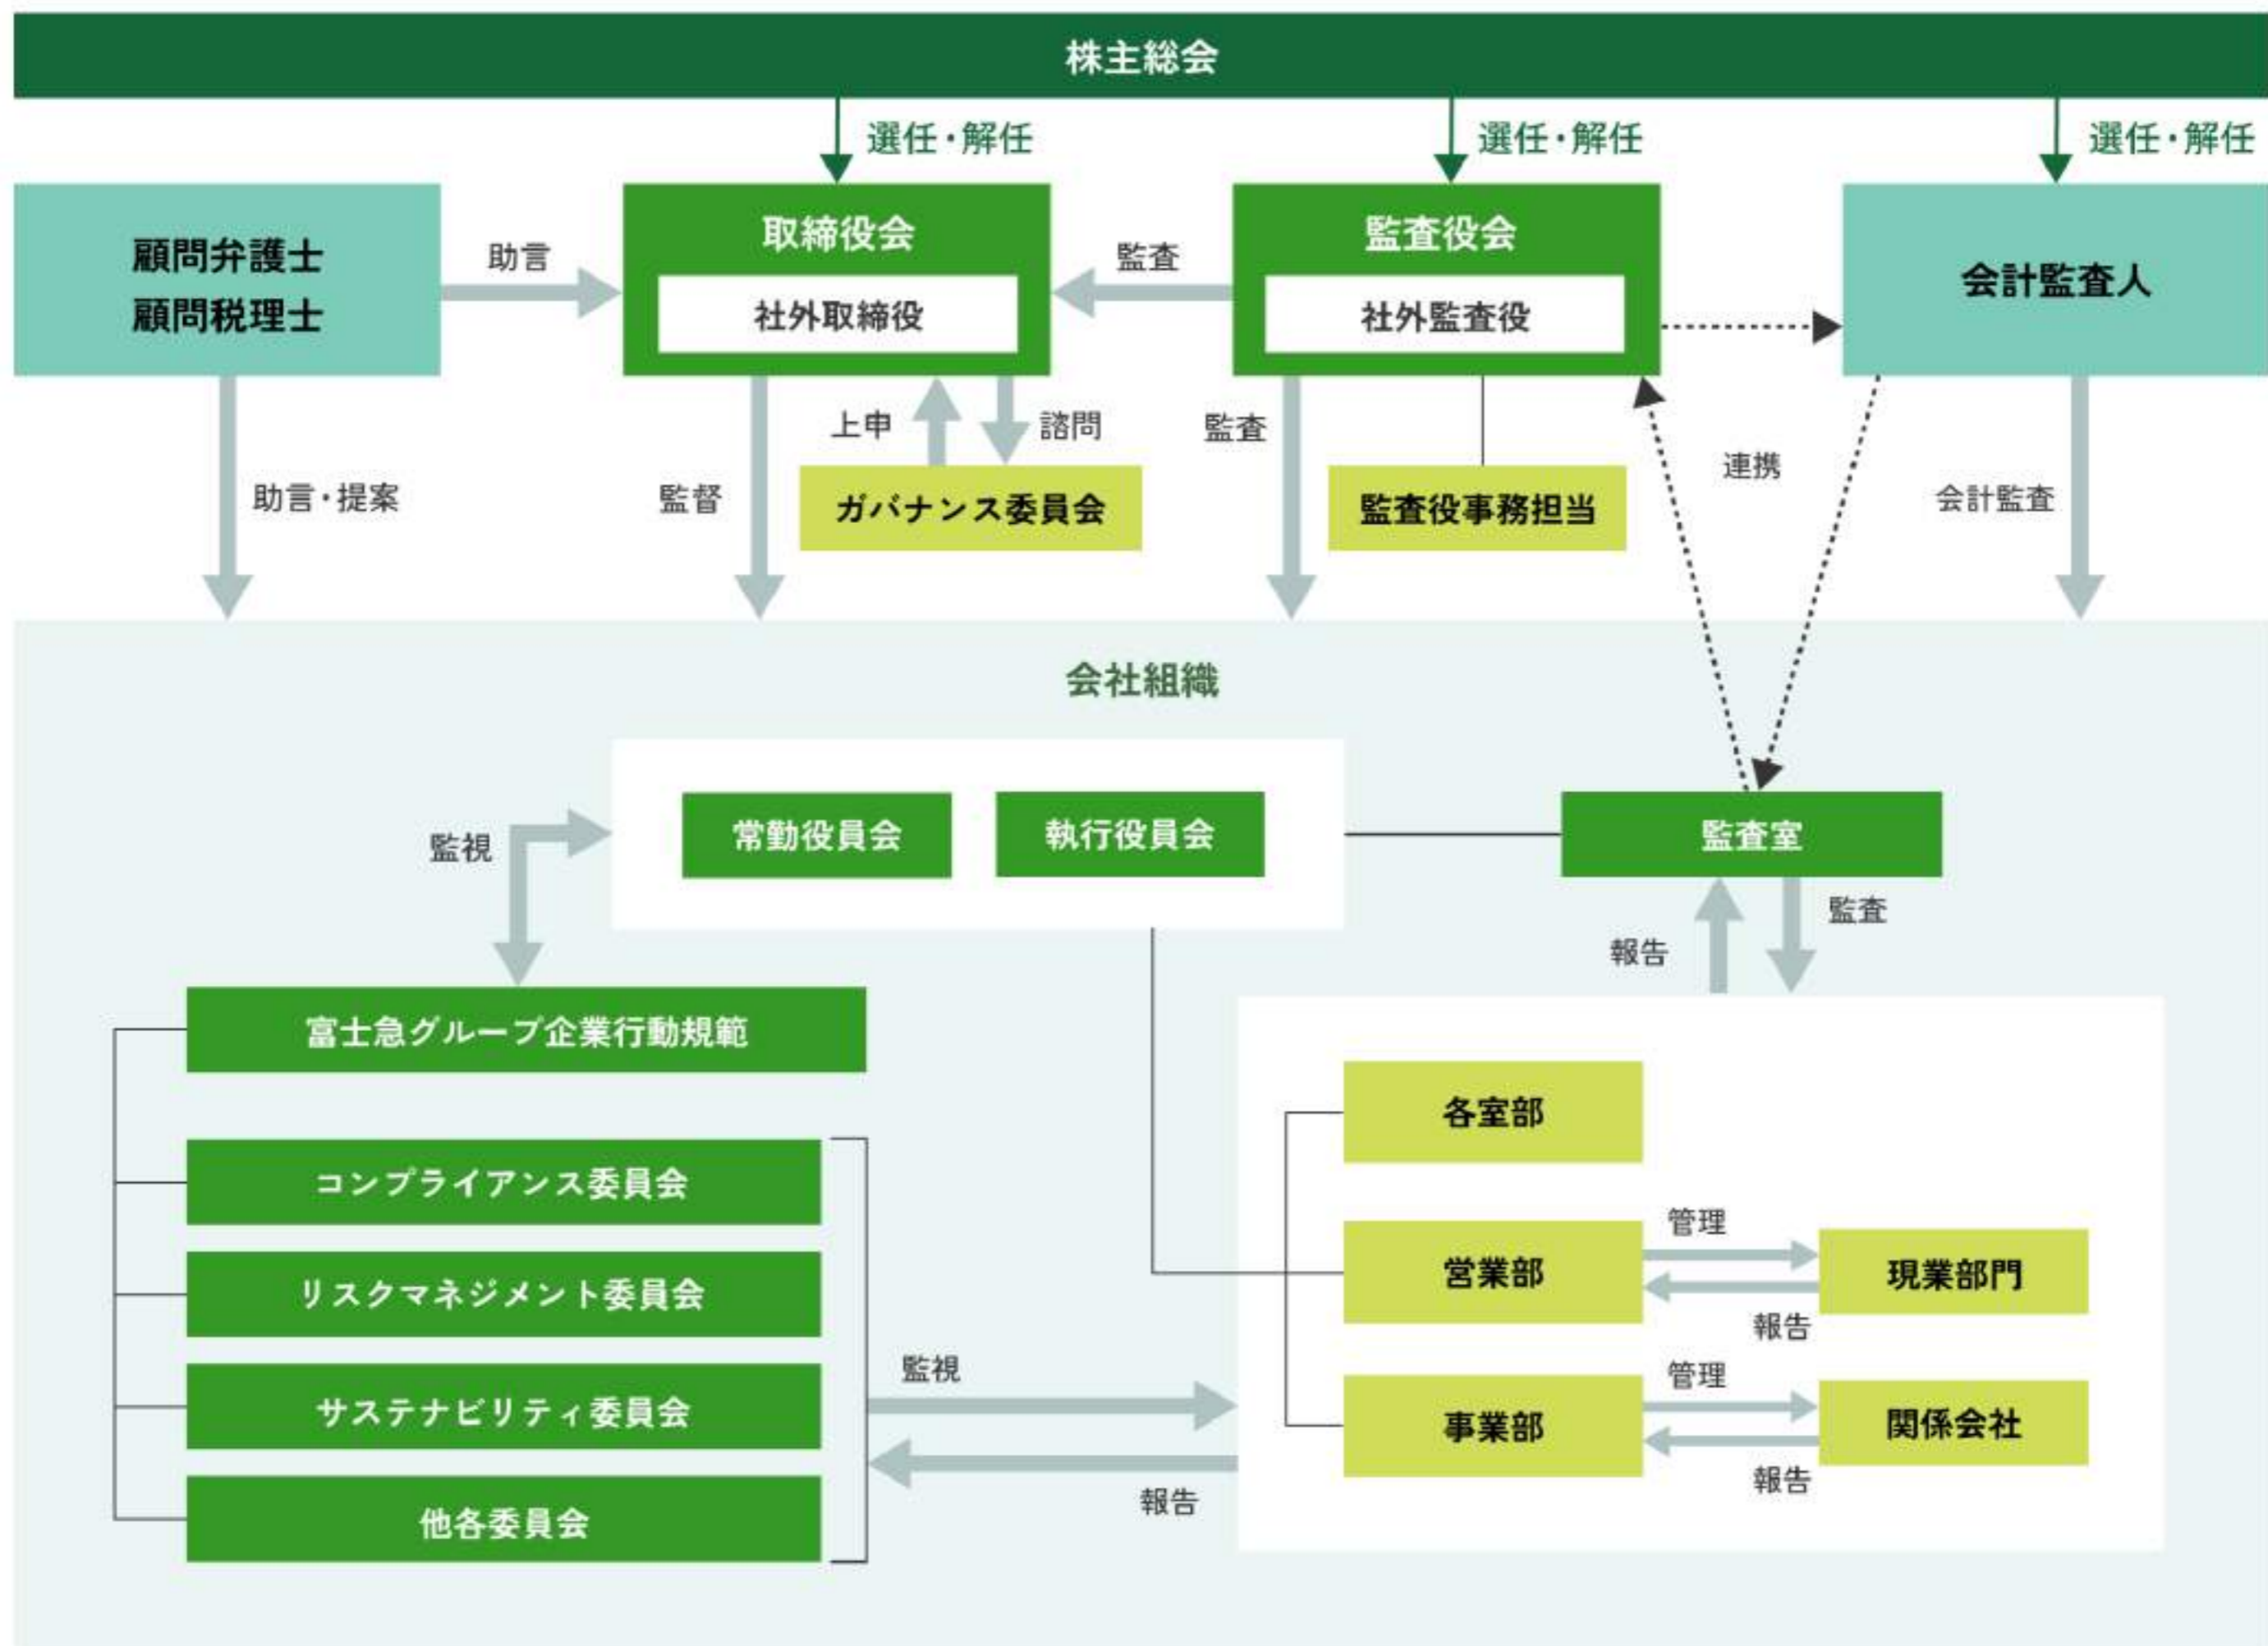 株主総会
選任・解任
選任・解任
選任・解任
顧問弁護士
顧問税理士
助言
取締役会
社外取締役
監査
監査役会
社外監査役
会計監査人
助言・提案
監督
上申
諮問
ガバナンス委員会
監査
監査役事務担当
連携
会計監査
会社組織
監視
常勤役員会
執行役員会
監査室
報告
監査
富士急グループ企業行動規範
コンプライアンス委員会
リスクマネジメント委員会
サステナビリティ委員会
他各委員会
監視
報告
各室部
営業部
管理
報告
現業部門
事業部
管理
報告
関係会社